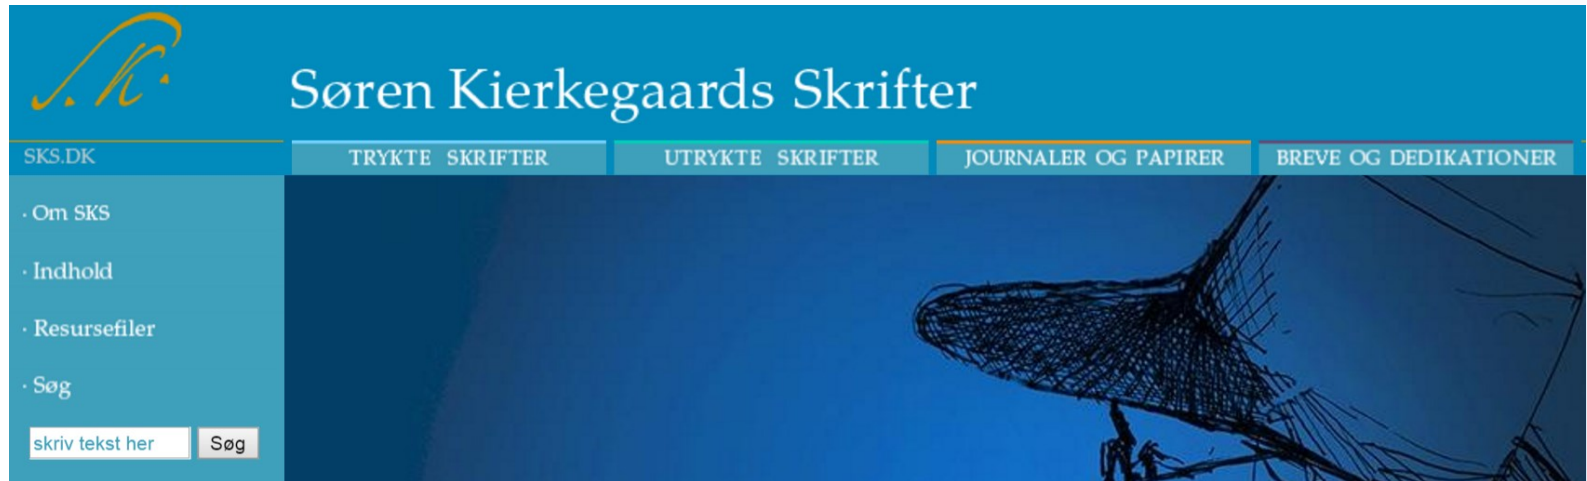 S. K.
Søren Kierkegaards Skrifter
SKS.DK
TRYKTE SKRIFTER
UTRYKTE SKRIFTER
JOURNALER OG PAPIRER
BREVE OG DEDIKATIONER
· Om SKS
· Indhold
· Resursefiler
· Søg
skriv tekst her
Søg